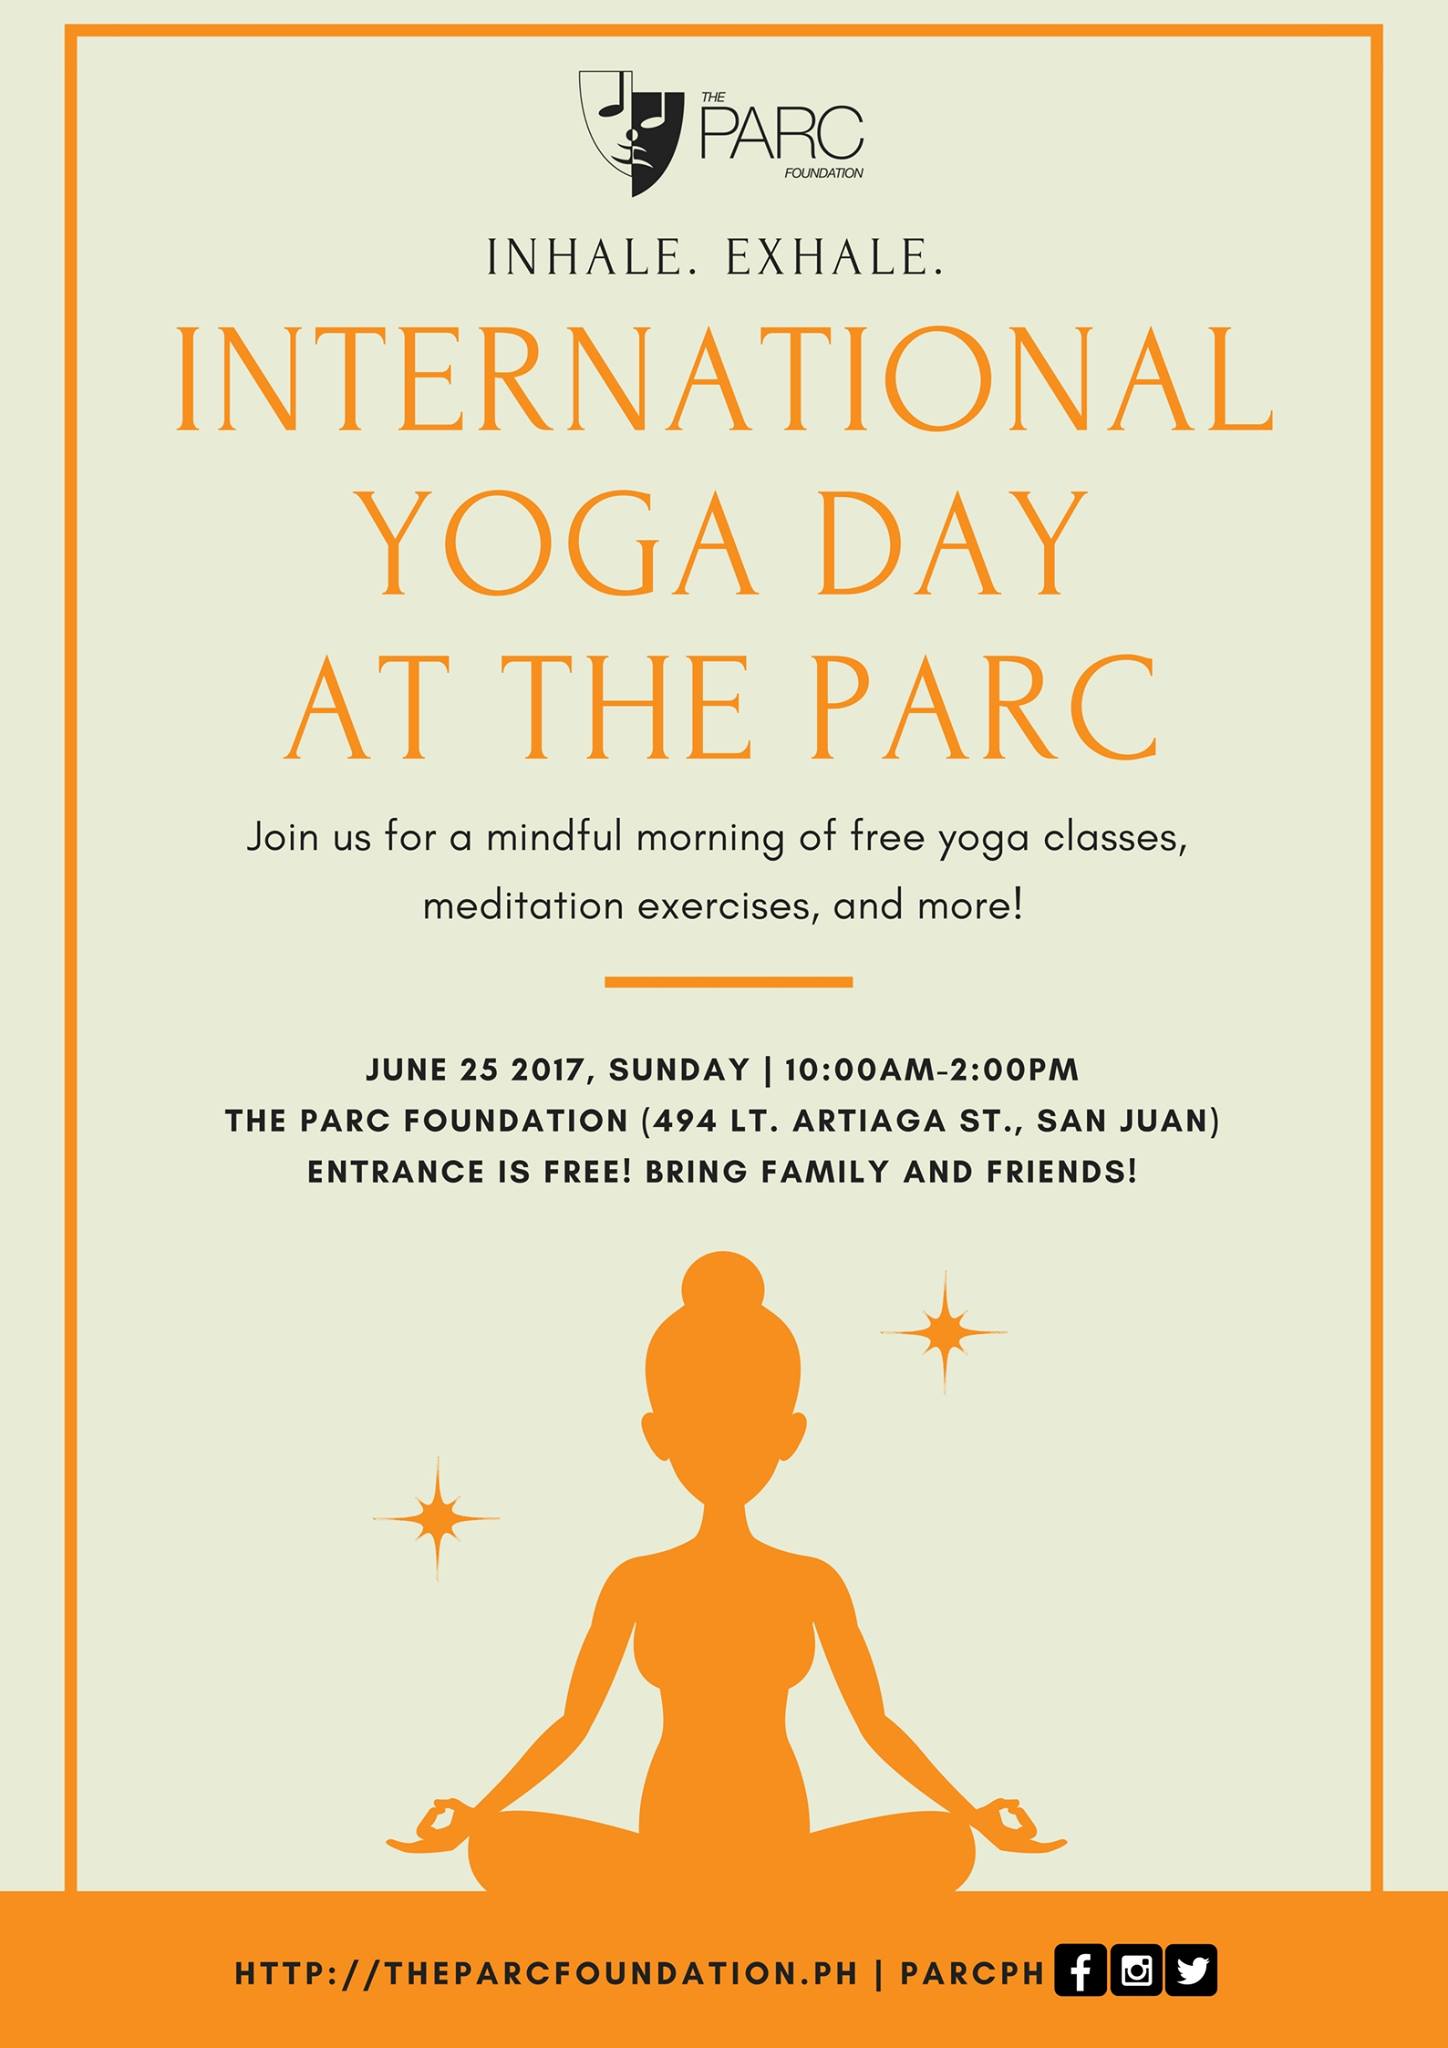 THE
PARC
FOUNDATION
INHALE. EXHALE.
INTERNATIONAL
YOGA DAY
AT THE PARC
Join us for a mindful morning of free yoga classes,
meditation exercises, and more!
JUNE 25 2017, SUNDAY | 10:00AM-2:00PM
THE PARC FOUNDATION (494 LT. ARTIAGA ST., SAN JUAN)
ENTRANCE IS FREE! BRING FAMILY AND FRIENDS!
HTTP://THEPARCFOUNDATION.PH | PARCPH